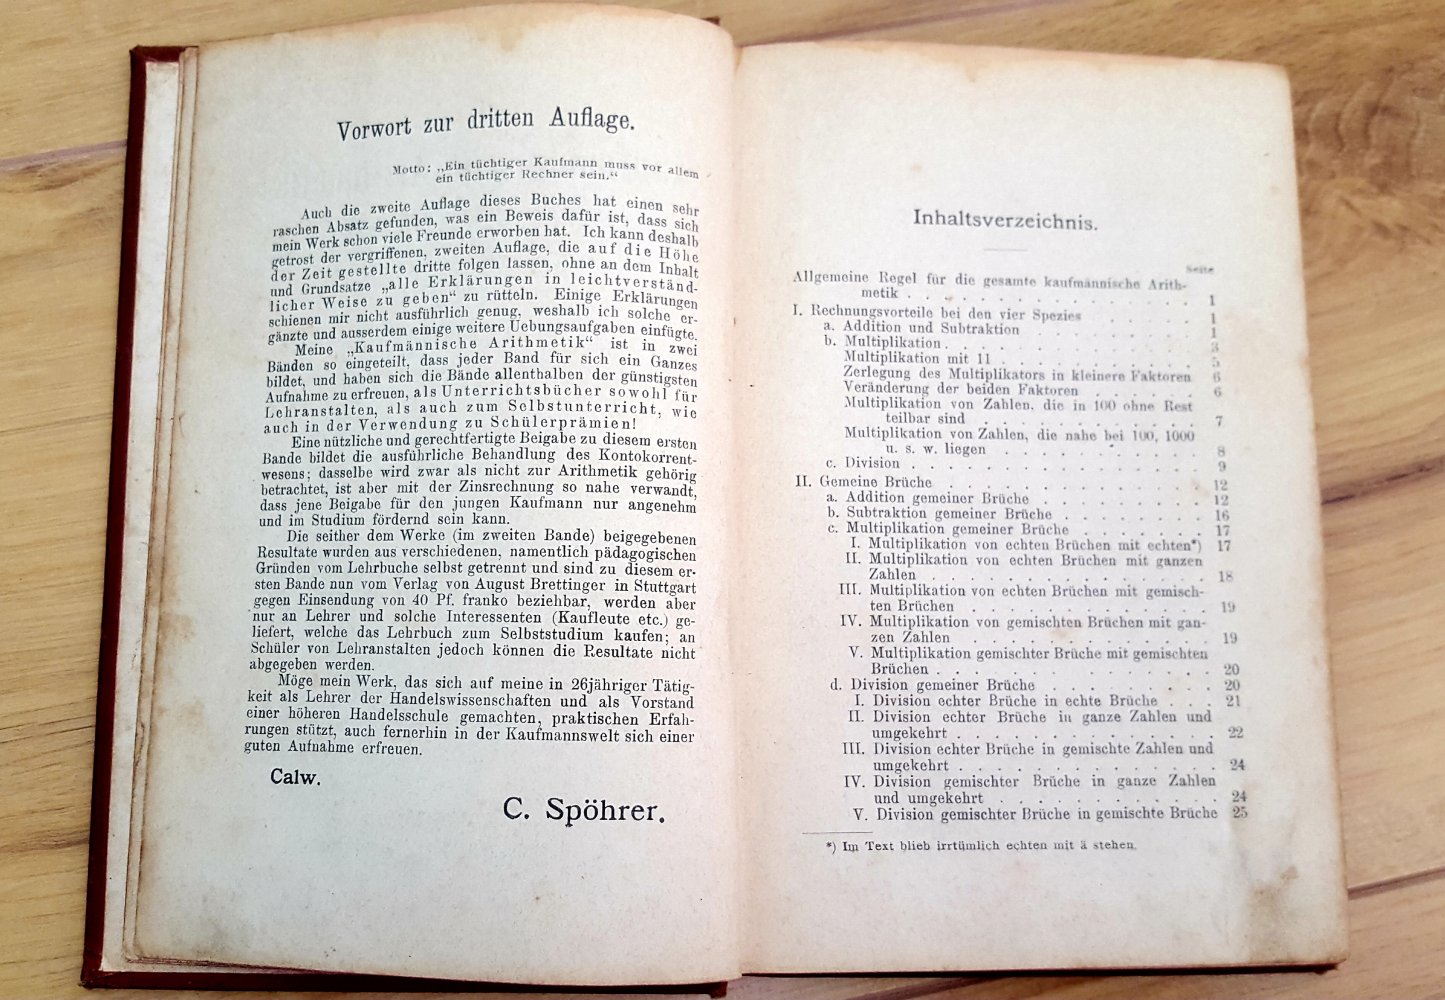 Vorwort zur dritten Auflage.
Motto: „Ein tüchtiger Kaufmann muss vor allem
ein tüchtiger Rechner sein.“
Auch die zweite Auflage dieses Buches hat einen sehr
raschen Absatz gefunden, was ein Beweis dafür ist, dass sich
mein Werk schon viele Freunde erworben hat. Ich kann deshalb
getrost der vergriffenen, zweiten Auflage, die auf die Höhe
der Zeit gestellte dritte folgen lassen, ohne an dem Inhalt
und Grundsatze „alle Erklärungen in leichtverständ-
licher Weise zu geben“ zu rütteln. Einige Erklärungen
schienen mir nicht ausführlich genug, weshalb ich solche er-
gänzte und ausserdem einige weitere Uebungsaufgaben einfügte.
Meine „Kaufmännische Arithmetik“ ist in zwei
Bänden so eingeteilt, dass jeder Band für sich ein Ganzes
bildet, und haben sich die Bände allenthalben der günstigsten
Aufnahme zu erfreuen, als Unterrichtsbücher sowohl für
Lehranstalten, als auch zum Selbstunterricht, wie
auch in der Verwendung zu Schülerprämien!
Eine nützliche und gerechtfertigte Beigabe zu diesem ersten
Bande bildet die ausführliche Behandlung des Kontokorrent-
wesens; dasselbe wird zwar als nicht zur Arithmetik gehörig
betrachtet, ist aber mit der Zinsrechnung so nahe verwandt,
dass jene Beigabe für den jungen Kaufmann nur angenehm
und im Studium fördernd sein kann.
Die seither dem Werke (im zweiten Bande) beigegebenen
Resultate wurden aus verschiedenen, namentlich pädagogischen
Gründen vom Lehrbuche selbst getrennt und sind zu diesem er-
sten Bande nun vom Verlag von August Brettinger in Stuttgart
gegen Einsendung von 40 Pf. franko beziehbar, werden aber
nur an Lehrer und solche Interessenten (Kaufleute etc.) ge-
liefert, welche das Lehrbuch zum Selbststudium kaufen; an
Schüler von Lehranstalten jedoch können die Resultate nicht
abgegeben werden.
Möge mein Werk, das sich auf meine in 26jähriger Tätig-
keit als Lehrer der Handelswissenschaften und als Vorstand
einer höheren Handelsschule gemachten, praktischen Erfah-
rungen stützt, auch fernerhin in der Kaufmannswelt sich einer
guten Aufnahme erfreuen.
Calw.
C. Spöhrer.
Inhaltsverzeichnis.
Seite
Allgemeine Regel für die gesamte kaufmännische Arith-
metik . . . . . . . . . . . . 1
I. Rechnungsvorteile bei den vier Spezies . . . . 1
a. Addition und Subtraktion . . . . . . 1
b. Multiplikation . . . . . . . . . . 3
Multiplikation mit 11 . . . . . . . . 5
Zerlegung des Multiplikators in kleinere Faktoren 6
Veränderung der beiden Faktoren . . . . . 6
Multiplikation von Zahlen, die in 100 ohne Rest
teilbar sind . . . . . . . . . 7
Multiplikation von Zahlen, die nahe bei 100, 1000
u. s. w. liegen . . . . . . . . 8
c. Division . . . . . . . . . . . 9
II. Gemeine Brüche . . . . . . . . . . 12
a. Addition gemeiner Brüche . . . . . . 12
b. Subtraktion gemeiner Brüche . . . . . 16
c. Multiplikation gemeiner Brüche . . . . . 17
I. Multiplikation von echten Brüchen mit echten*) 17
II. Multiplikation von echten Brüchen mit ganzen
Zahlen . . . . . . . . . . 18
III. Multiplikation von echten Brüchen mit gemisch-
ten Brüchen . . . . . . . . . 19
IV. Multiplikation von gemischten Brüchen mit gan-
zen Zahlen . . . . . . . . . 19
V. Multiplikation gemischter Brüche mit gemischten
Brüchen . . . . . . . . . . 20
d. Division gemeiner Brüche . . . . . . 20
I. Division echter Brüche in echte Brüche . . . 21
II. Division echter Brüche in ganze Zahlen und
umgekehrt . . . . . . . . . 22
III. Division echter Brüche in gemischte Zahlen und
umgekehrt . . . . . . . . . 24
IV. Division gemischter Brüche in ganze Zahlen
und umgekehrt . . . . . . . . 24
V. Division gemischter Brüche in gemischte Brüche 25
*) Im Text blieb irrtümlich echten mit ä stehen.